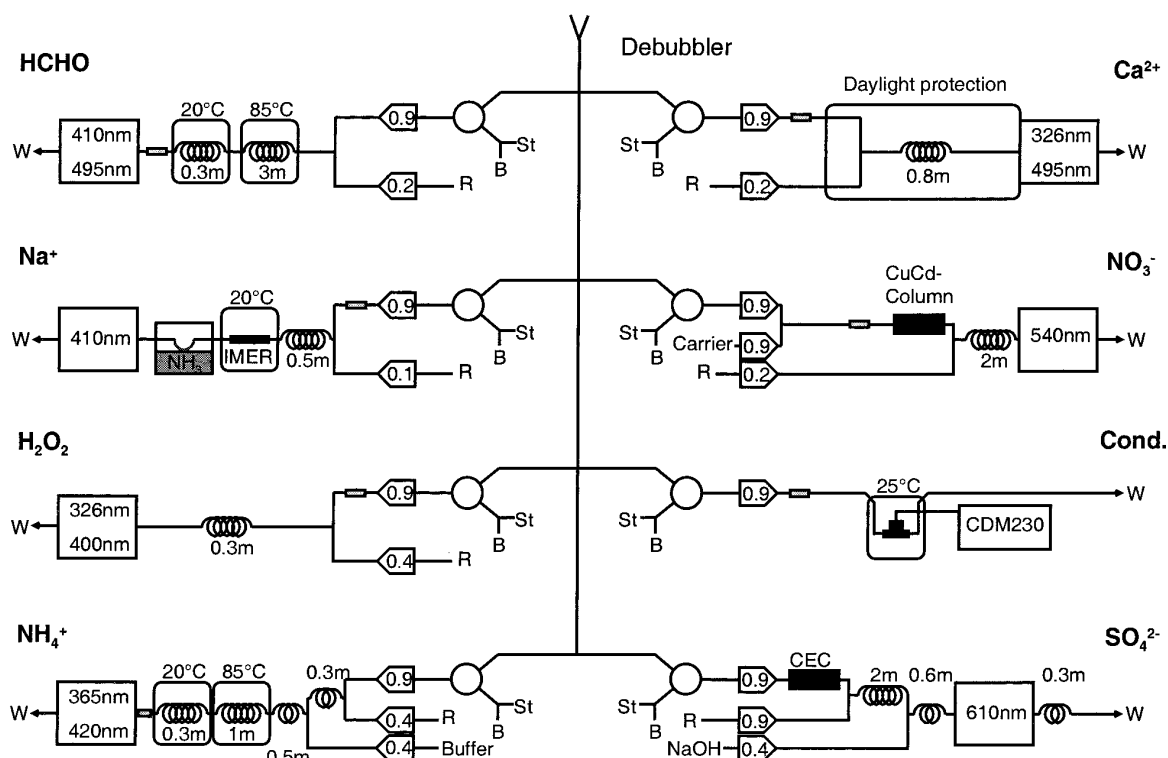 Debubbler
HCHO
20°C
85°C
410nm
495nm
W
0.3m
3m
0.9
St
B
0.2
R
Ca²⁺
Daylight protection
0.9
St
B
R
0.2
0.8m
326nm
495nm
W
Na⁺
20°C
W
410nm
NH₃
IMER
0.5m
0.9
St
B
0.1
R
NO₃⁻
CuCd-
Column
0.9
St
B
Carrier
0.9
R
0.2
2m
540nm
W
H₂O₂
W
326nm
400nm
0.3m
0.9
St
B
0.4
R
Cond.
25°C
0.9
St
B
W
CDM230
NH₄⁺
20°C
85°C
0.3m
W
365nm
420nm
0.3m
1m
0.5m
0.9
St
B
0.4
R
0.4
Buffer
SO₄²⁻
CEC
0.9
St
B
R
0.9
NaOH
0.4
2m
0.6m
0.3m
610nm
W